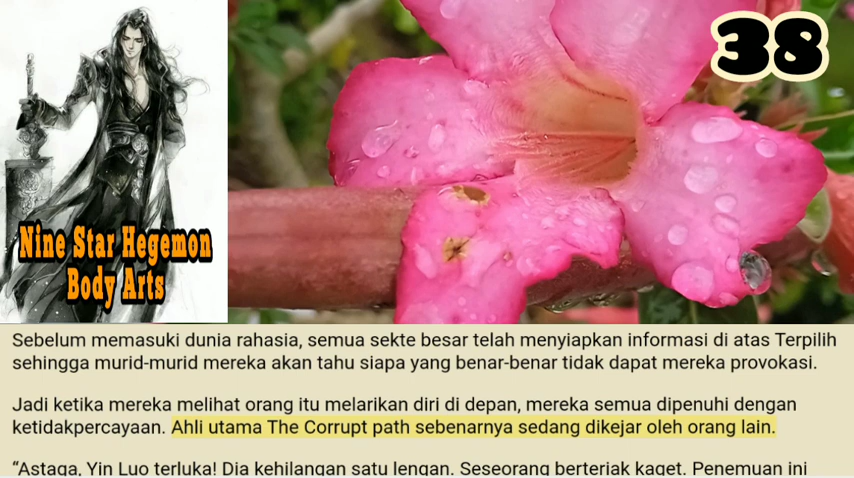 38
Nine Star Hegemon
Body Arts
Sebelum memasuki dunia rahasia, semua sekte besar telah menyiapkan informasi di atas Terpilih
sehingga murid-murid mereka akan tahu siapa yang benar-benar tidak dapat mereka provokasi.
Jadi ketika mereka melihat orang itu melarikan diri di depan, mereka semua dipenuhi dengan
ketidakpercayaan. Ahli utama The Corrupt path sebenarnya sedang dikejar oleh orang lain.
“Astaga, Yin Luo terluka! Dia kehilangan satu lengan. Seseorang berteriak kaget. Penemuan ini